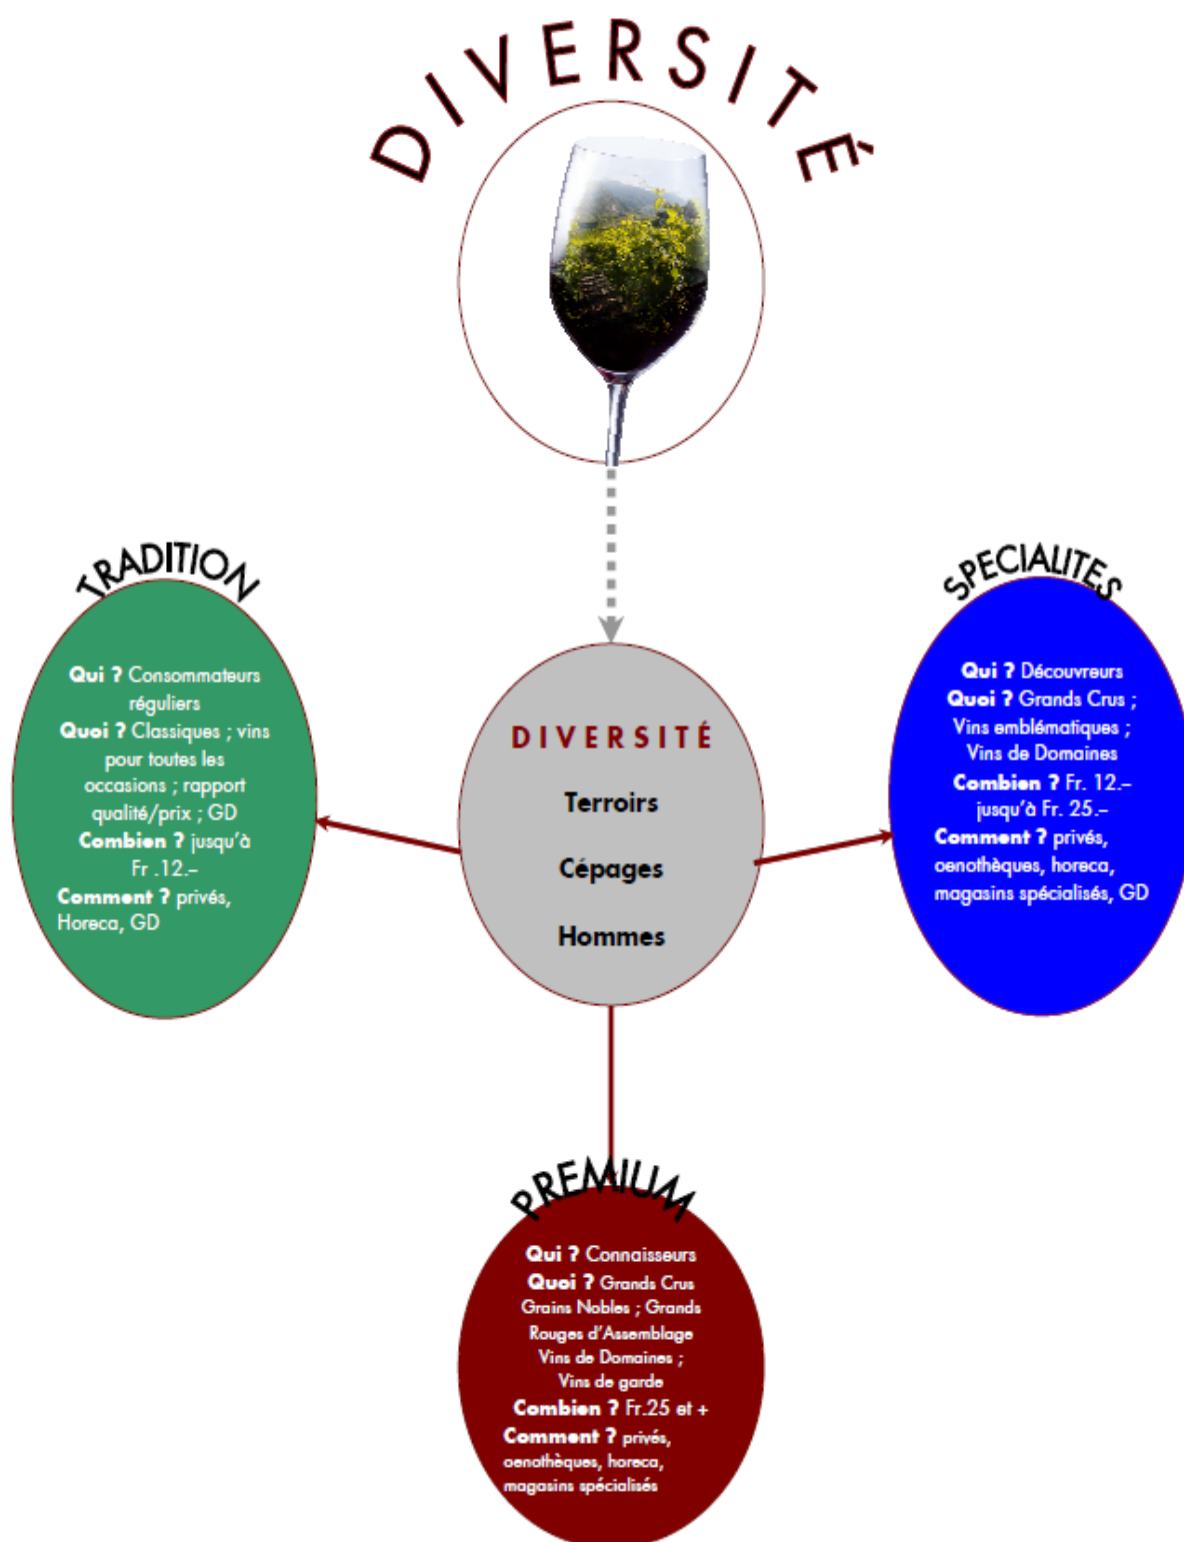 DIVERSITÉ
TRADITION
Qui ? Consommateurs
réguliers
Quoi ? Classiques ; vins
pour toutes les
occasions ; rapport
qualité/prix ; GD
Combien ? jusqu'à
Fr .12.–
Comment ? privés,
Horeca, GD
DIVERSITÉ
Terroirs
Cépages
Hommes
SPECIALITES
Qui ? Découvreurs
Quoi ? Grands Crus ;
Vins emblématiques ;
Vins de Domaines
Combien ? Fr. 12.–
jusqu'à Fr. 25.–
Comment ? privés,
oenothèques, horeca,
magasins spécialisés, GD
PREMIUM
Qui ? Connaisseurs
Quoi ? Grands Crus
Grains Nobles ; Grands
Rouges d'Assemblage
Vins de Domaines ;
Vins de garde
Combien ? Fr.25 et +
Comment ? privés,
oenothèques, horeca,
magasins spécialisés